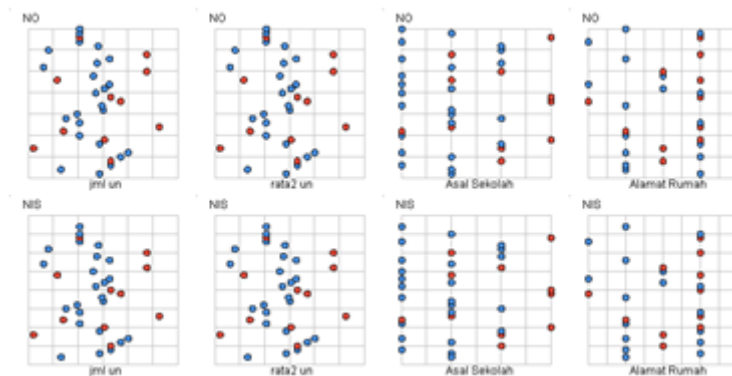 NO NO NO NO
jml un rata2 un Asal Sekolah Alamat Rumah
NIS NIS NIS NIS
jml un rata2 un Asal Sekolah Alamat Rumah